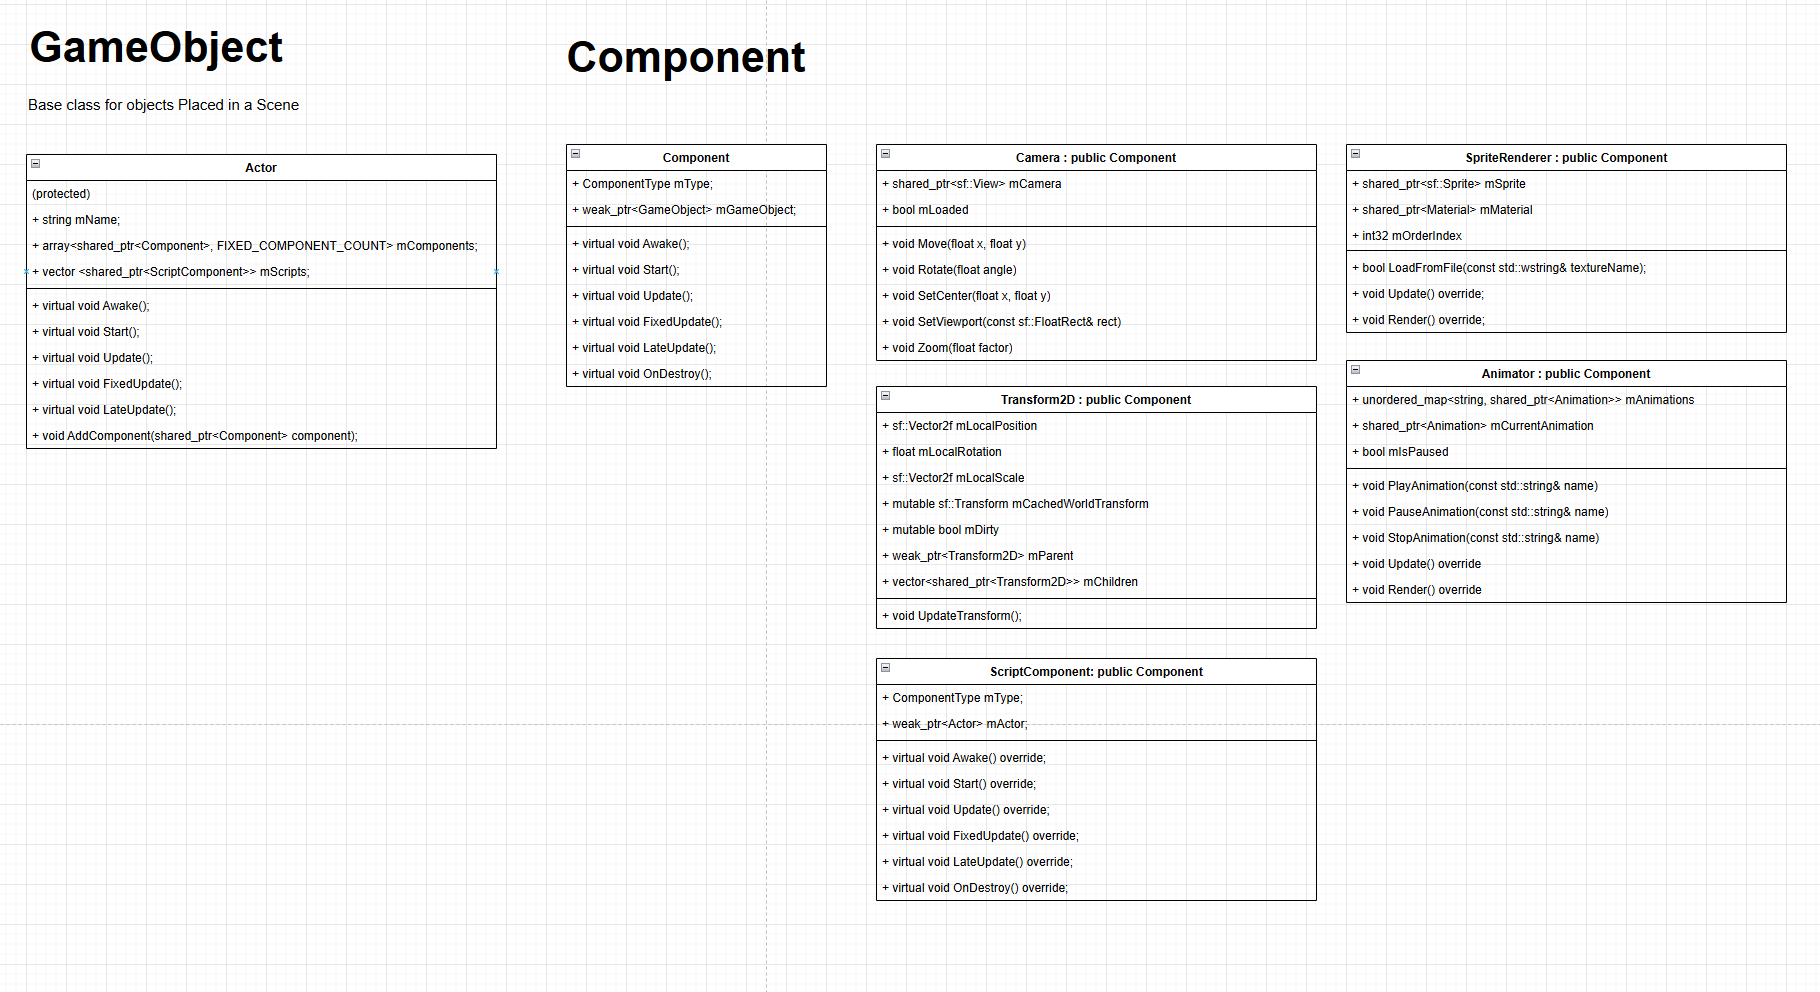 GameObject
Base class for objects Placed in a Scene
Actor
(protected)
+ string mName;
+ array<shared_ptr<Component>, FIXED_COMPONENT_COUNT> mComponents;
+ vector <shared_ptr<ScriptComponent>> mScripts;
+ virtual void Awake();
+ virtual void Start();
+ virtual void Update();
+ virtual void FixedUpdate();
+ virtual void LateUpdate();
+ void AddComponent(shared_ptr<Component> component);
Component
Component
+ ComponentType mType;
+ weak_ptr<GameObject> mGameObject;
+ virtual void Awake();
+ virtual void Start();
+ virtual void Update();
+ virtual void FixedUpdate();
+ virtual void LateUpdate();
+ virtual void OnDestroy();
Camera : public Component
+ shared_ptr<sf::View> mCamera
+ bool mLoaded
+ void Move(float x, float y)
+ void Rotate(float angle)
+ void SetCenter(float x, float y)
+ void SetViewport(const sf::FloatRect& rect)
+ void Zoom(float factor)
Transform2D : public Component
+ sf::Vector2f mLocalPosition
+ float mLocalRotation
+ sf::Vector2f mLocalScale
+ mutable sf::Transform mCachedWorldTransform
+ mutable bool mDirty
+ weak_ptr<Transform2D> mParent
+ vector<shared_ptr<Transform2D>> mChildren
+ void UpdateTransform();
ScriptComponent: public Component
+ ComponentType mType;
+ weak_ptr<Actor> mActor;
+ virtual void Awake() override;
+ virtual void Start() override;
+ virtual void Update() override;
+ virtual void FixedUpdate() override;
+ virtual void LateUpdate() override;
+ virtual void OnDestroy() override;
SpriteRenderer : public Component
+ shared_ptr<sf::Sprite> mSprite
+ shared_ptr<Material> mMaterial
+ int32 mOrderIndex
+ bool LoadFromFile(const std::wstring& textureName);
+ void Update() override;
+ void Render() override;
Animator : public Component
+ unordered_map<string, shared_ptr<Animation>> mAnimations
+ shared_ptr<Animation> mCurrentAnimation
+ bool mIsPaused
+ void PlayAnimation(const std::string& name)
+ void PauseAnimation(const std::string& name)
+ void StopAnimation(const std::string& name)
+ void Update() override
+ void Render() override